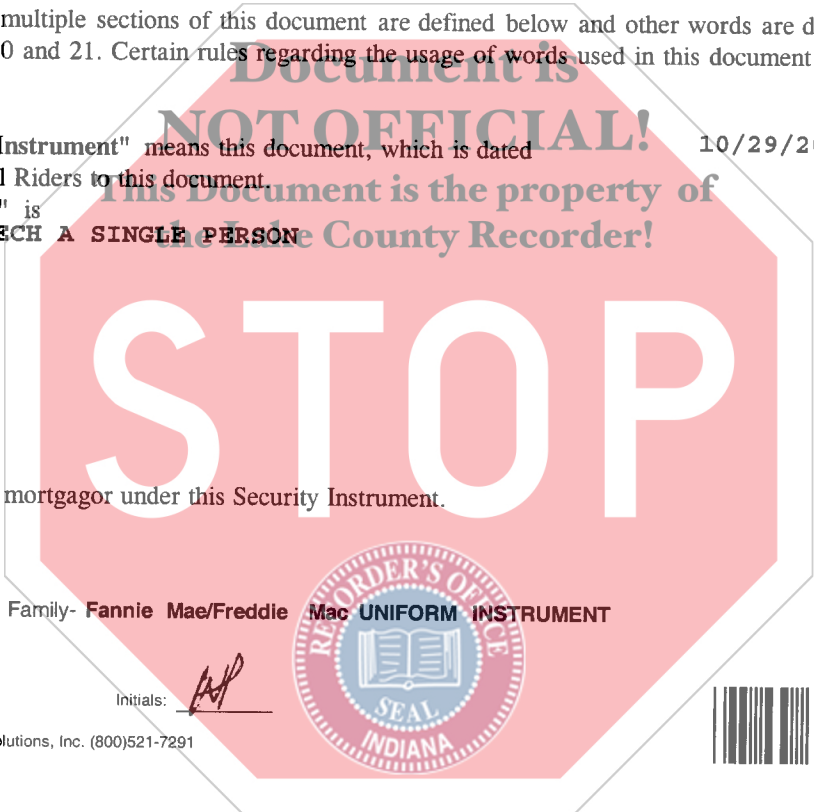 multiple sections of this document are defined below and other words are d
0 and 21. Certain rules regarding the usage of words used in this document
Document is
NOT OFFICIAL!
Instrument" means this document, which is dated 10/29/20
l Riders to this document.
This Document is the property of
" is
ECH A SINGLE PERSON
the Lake County Recorder!
STOP
mortgagor under this Security Instrument.
RECORDER'S OFFICE
SEAL
INDIANA
Family- Fannie Mae/Freddie Mac UNIFORM INSTRUMENT
Initials:
lutions, Inc. (800)521-7291